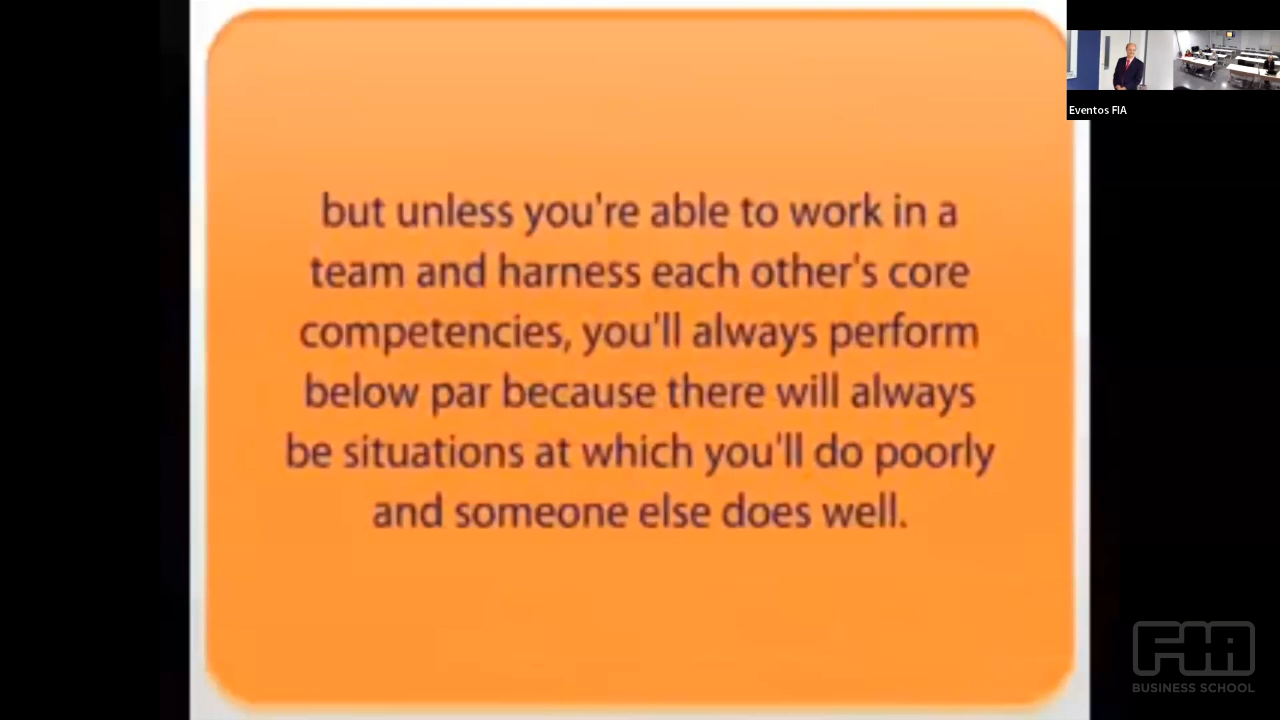 but unless you're able to work in a
team and harness each other's core
competencies, you'll always perform
below par because there will always
be situations at which you'll do poorly
and someone else does well.
Eventos FIA
FIA
BUSINESS SCHOOL